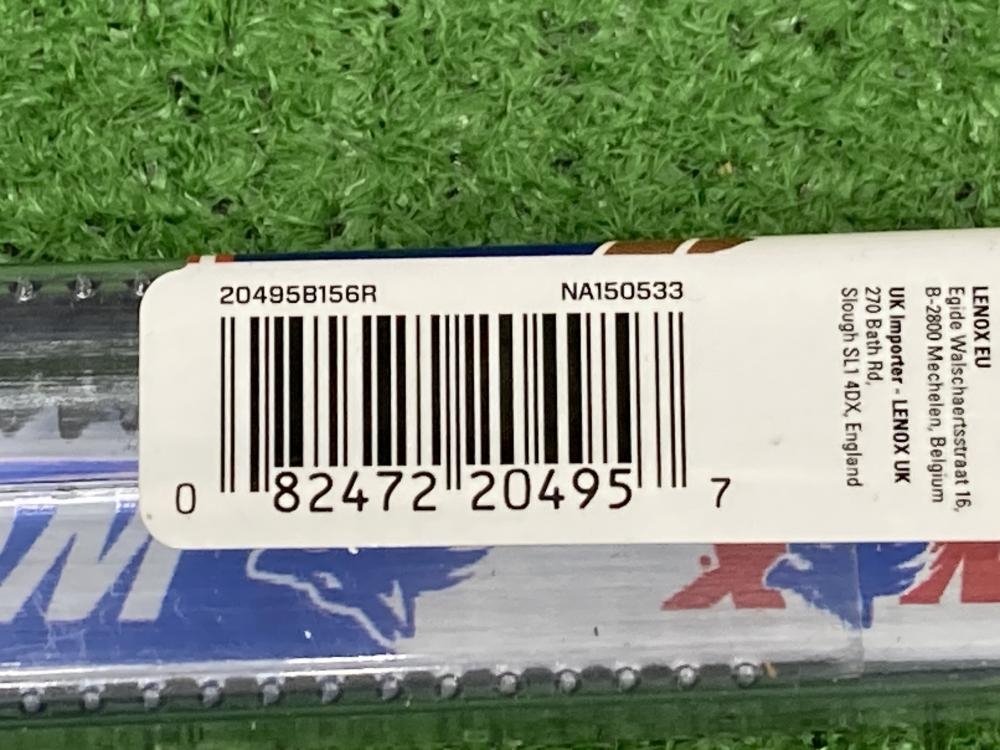 20495B156R NA150533
0 82472 20495 7
LENOX EU
Egide Walschaertsstraat 16,
B-2800 Mechelen, Belgium
UK Importer - LENOX UK
270 Bath Rd,
Slough SL1 4DX, England